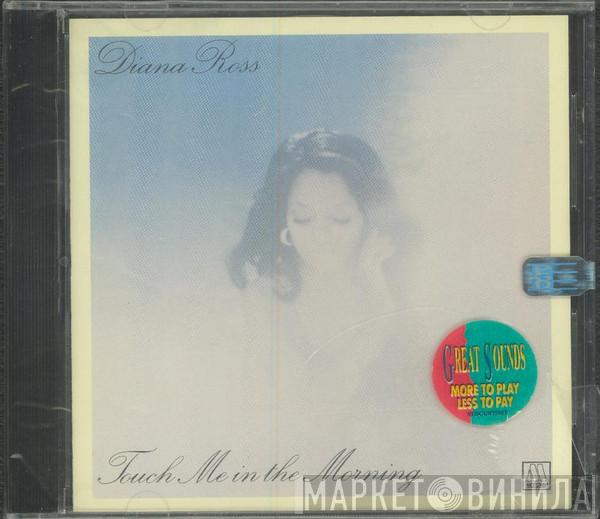 Diana Ross
GREAT SOUNDS
MORE TO PLAY
LESS TO PAY
Touch Me in the Morning
МАРКЕТ ВИНИЛА